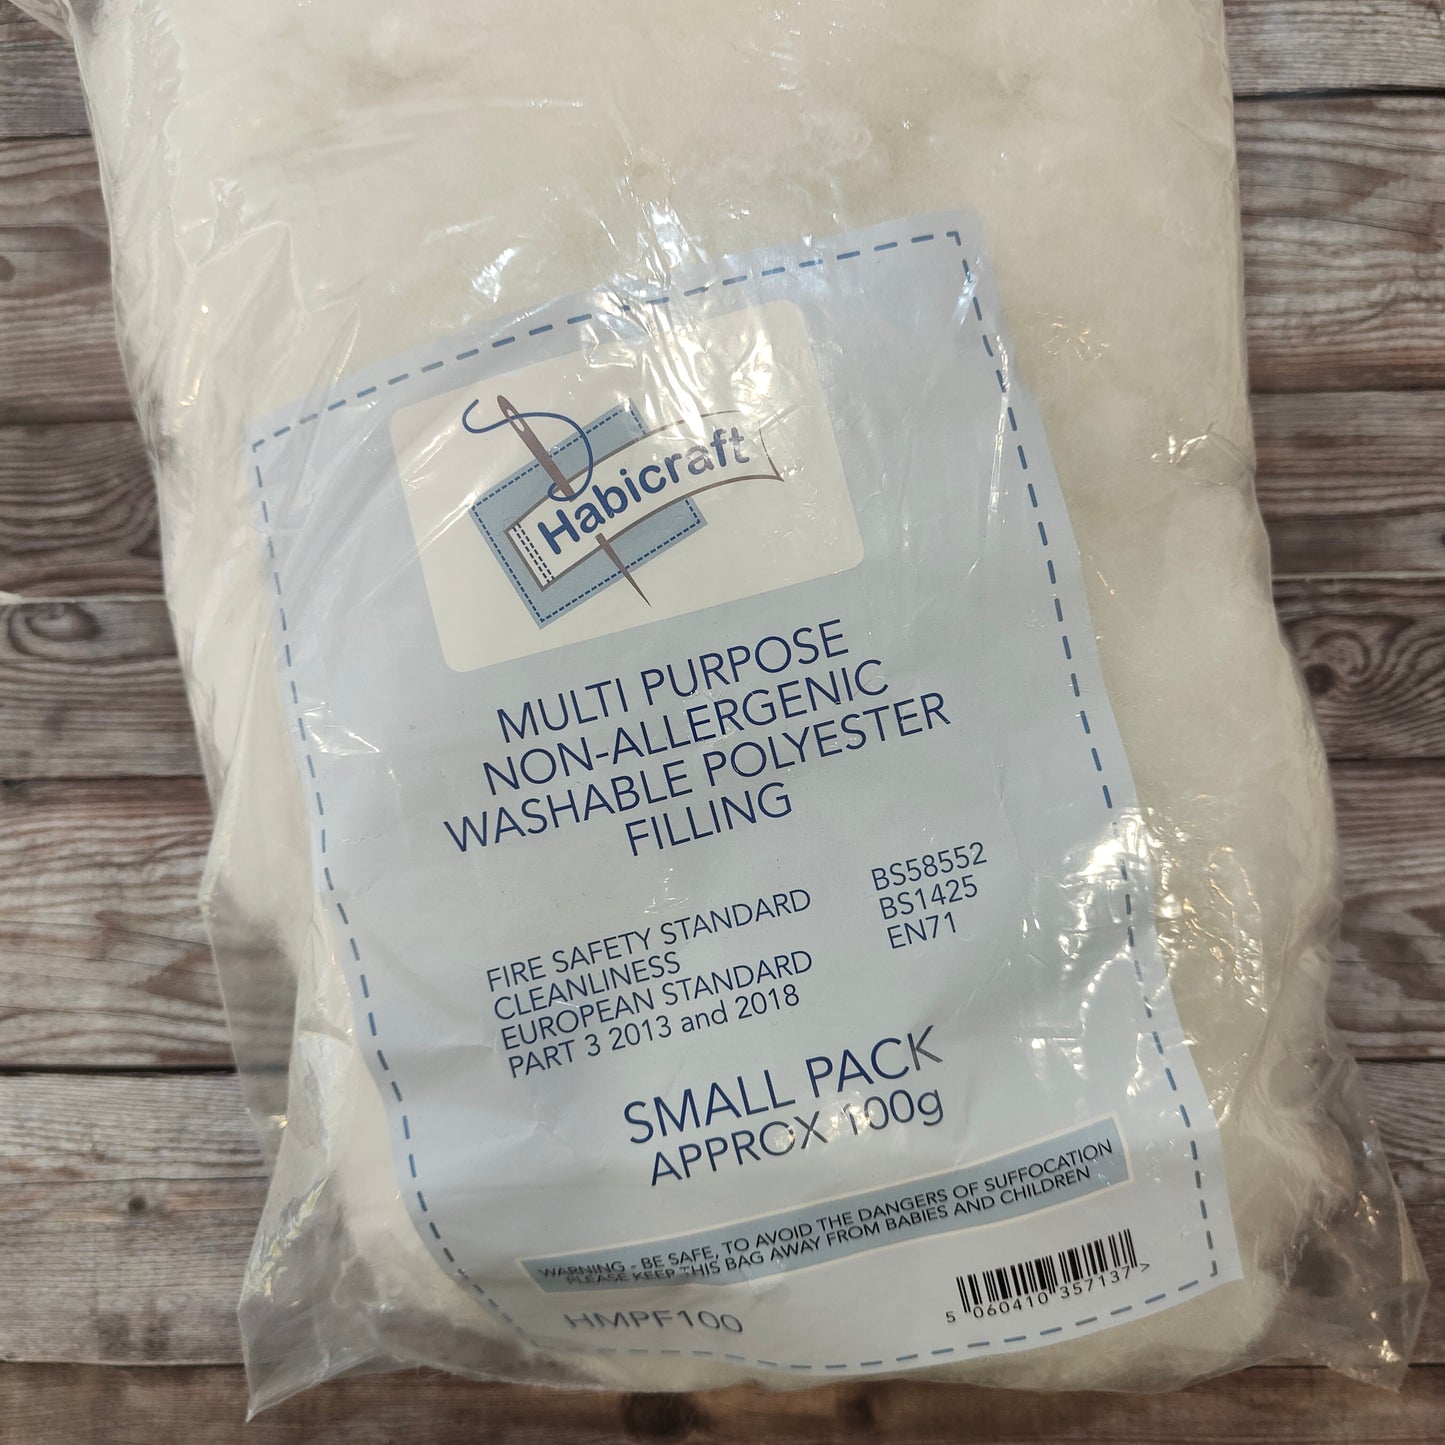 Habicraft
MULTI PURPOSE
NON-ALLERGENIC
WASHABLE POLYESTER
FILLING
FIRE SAFETY STANDARD BS58552
CLEANLINESS BS1425
EUROPEAN STANDARD EN71
PART 3 2013 and 2018
SMALL PACK
APPROX 100g
WARNING - BE SAFE, TO AVOID THE DANGERS OF SUFFOCATION
PLEASE KEEP THIS BAG AWAY FROM BABIES AND CHILDREN
HMPF100
5 060410 357137 >